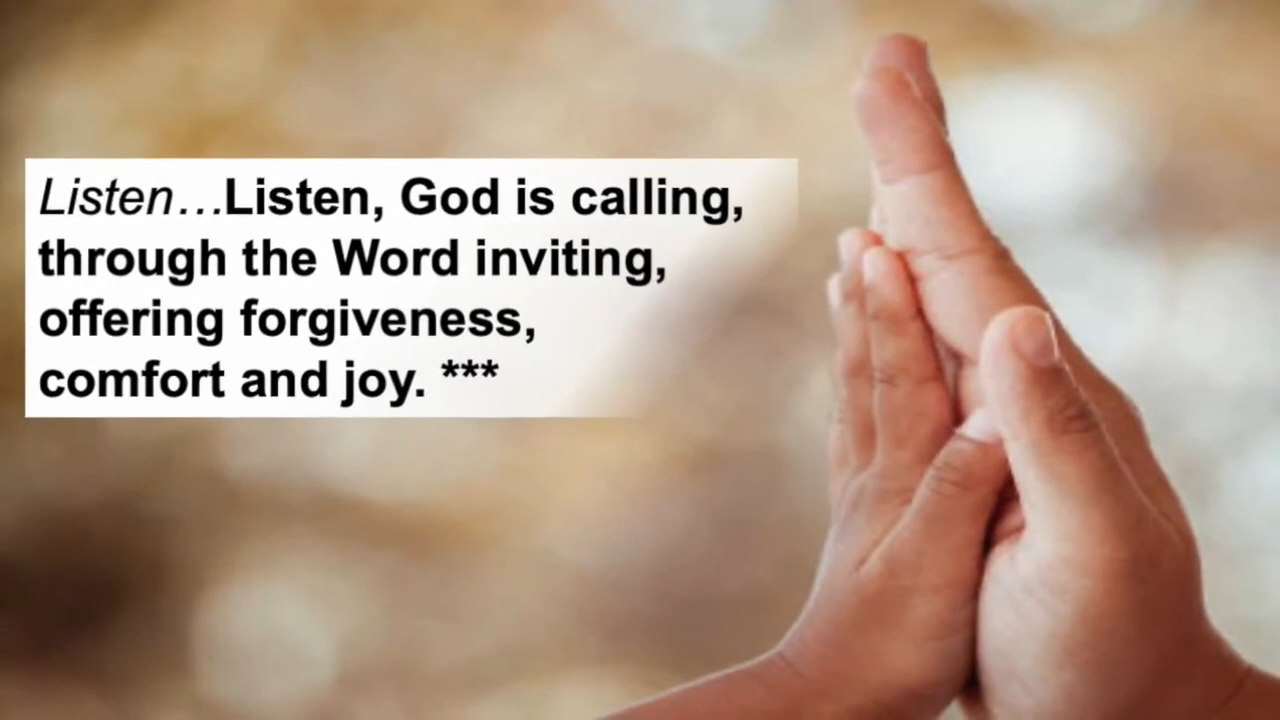 Listen…Listen, God is calling,
through the Word inviting,
offering forgiveness,
comfort and joy. ***